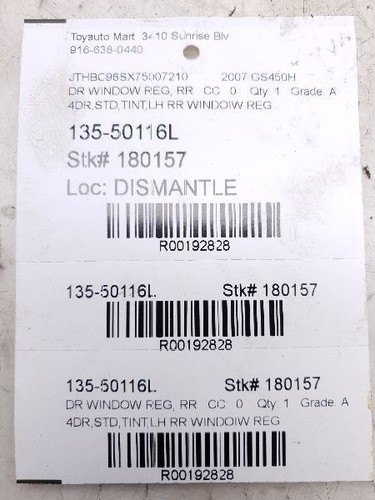 Toyauto Mart 3410 Sunrise Blv
916-638-0440
JTHBC96SX75007210 2007 GS450H
DR WINDOW REG, RR CC: 0 Qty: 1 Grade: A
4DR,STD,TINT,LH RR WINDOIW REG
135-50116L
Stk# 180157
Loc: DISMANTLE
R00192828
135-50116L Stk# 180157
R00192828
135-50116L Stk# 180157
DR WINDOW REG, RR CC: 0 Qty: 1 Grade: A
4DR,STD,TINT,LH RR WINDOIW REG
R00192828